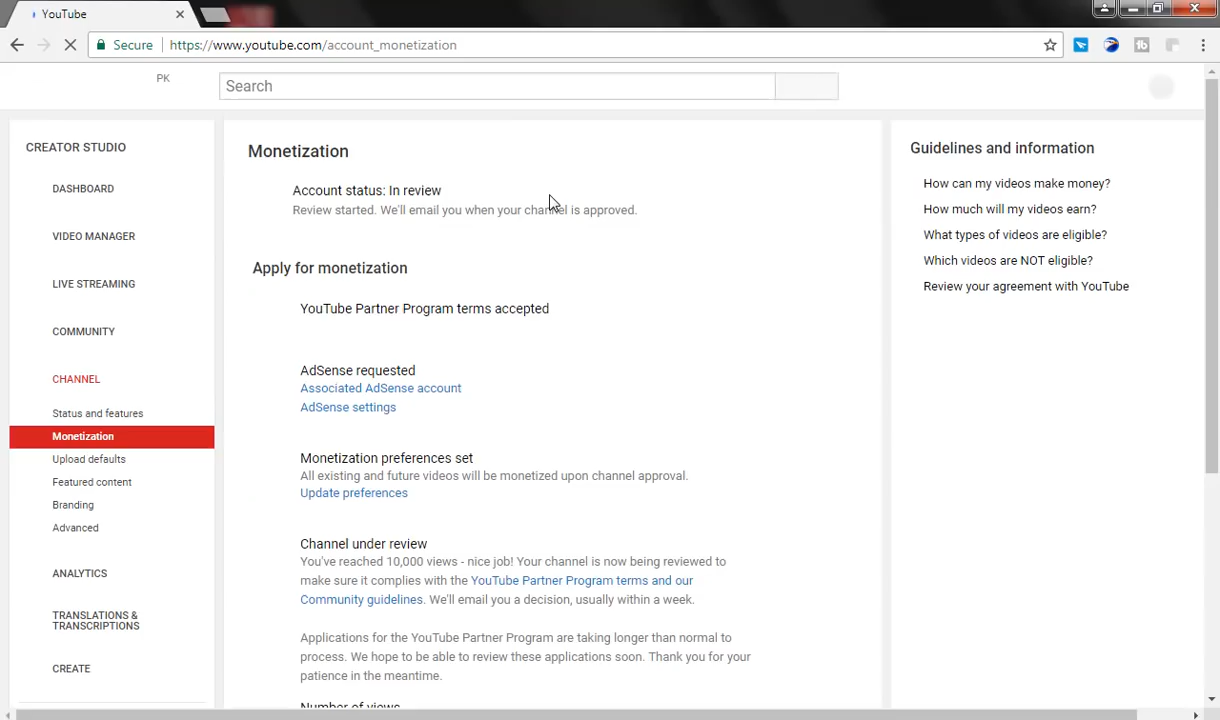 YouTube
Secure
https://www.youtube.com/account_monetization
PK
Search
CREATOR STUDIO
DASHBOARD
VIDEO MANAGER
LIVE STREAMING
COMMUNITY
CHANNEL
Status and features
Monetization
Upload defaults
Featured content
Branding
Advanced
ANALYTICS
TRANSLATIONS &
TRANSCRIPTIONS
CREATE
Monetization
Account status: In review
Review started. We'll email you when your channel is approved.
Apply for monetization
YouTube Partner Program terms accepted
AdSense requested
Associated AdSense account
AdSense settings
Monetization preferences set
All existing and future videos will be monetized upon channel approval.
Update preferences
Channel under review
You've reached 10,000 views - nice job! Your channel is now being reviewed to
make sure it complies with the YouTube Partner Program terms and our
Community guidelines. We'll email you a decision, usually within a week.
Applications for the YouTube Partner Program are taking longer than normal to
process. We hope to be able to review these applications soon. Thank you for your
patience in the meantime.
Number of views
Guidelines and information
How can my videos make money?
How much will my videos earn?
What types of videos are eligible?
Which videos are NOT eligible?
Review your agreement with YouTube